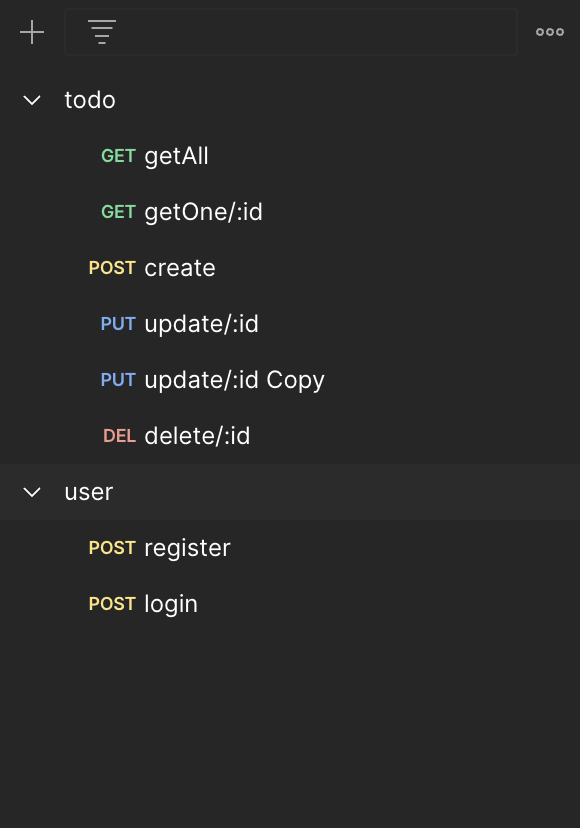 todo
GET getAll
GET getOne/:id
POST create
PUT update/:id
PUT update/:id Copy
DEL delete/:id
user
POST register
POST login